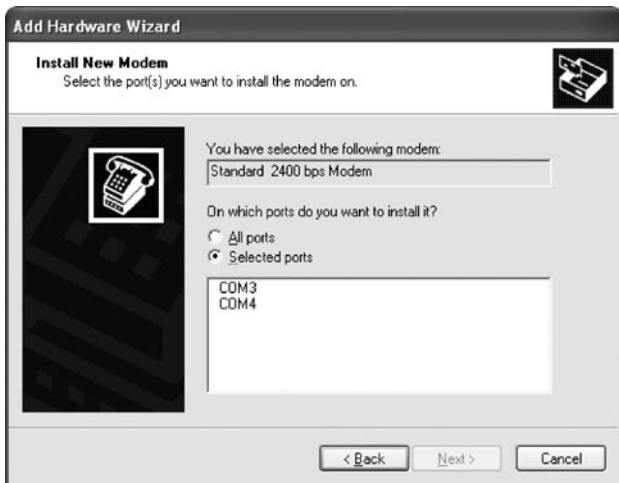 Add Hardware Wizard
Install New Modem
Select the port(s) you want to install the modem on.
You have selected the following modem:
Standard 2400 bps Modem
On which ports do you want to install it?
All ports
Selected ports
COM3
COM4
< Back
Next >
Cancel